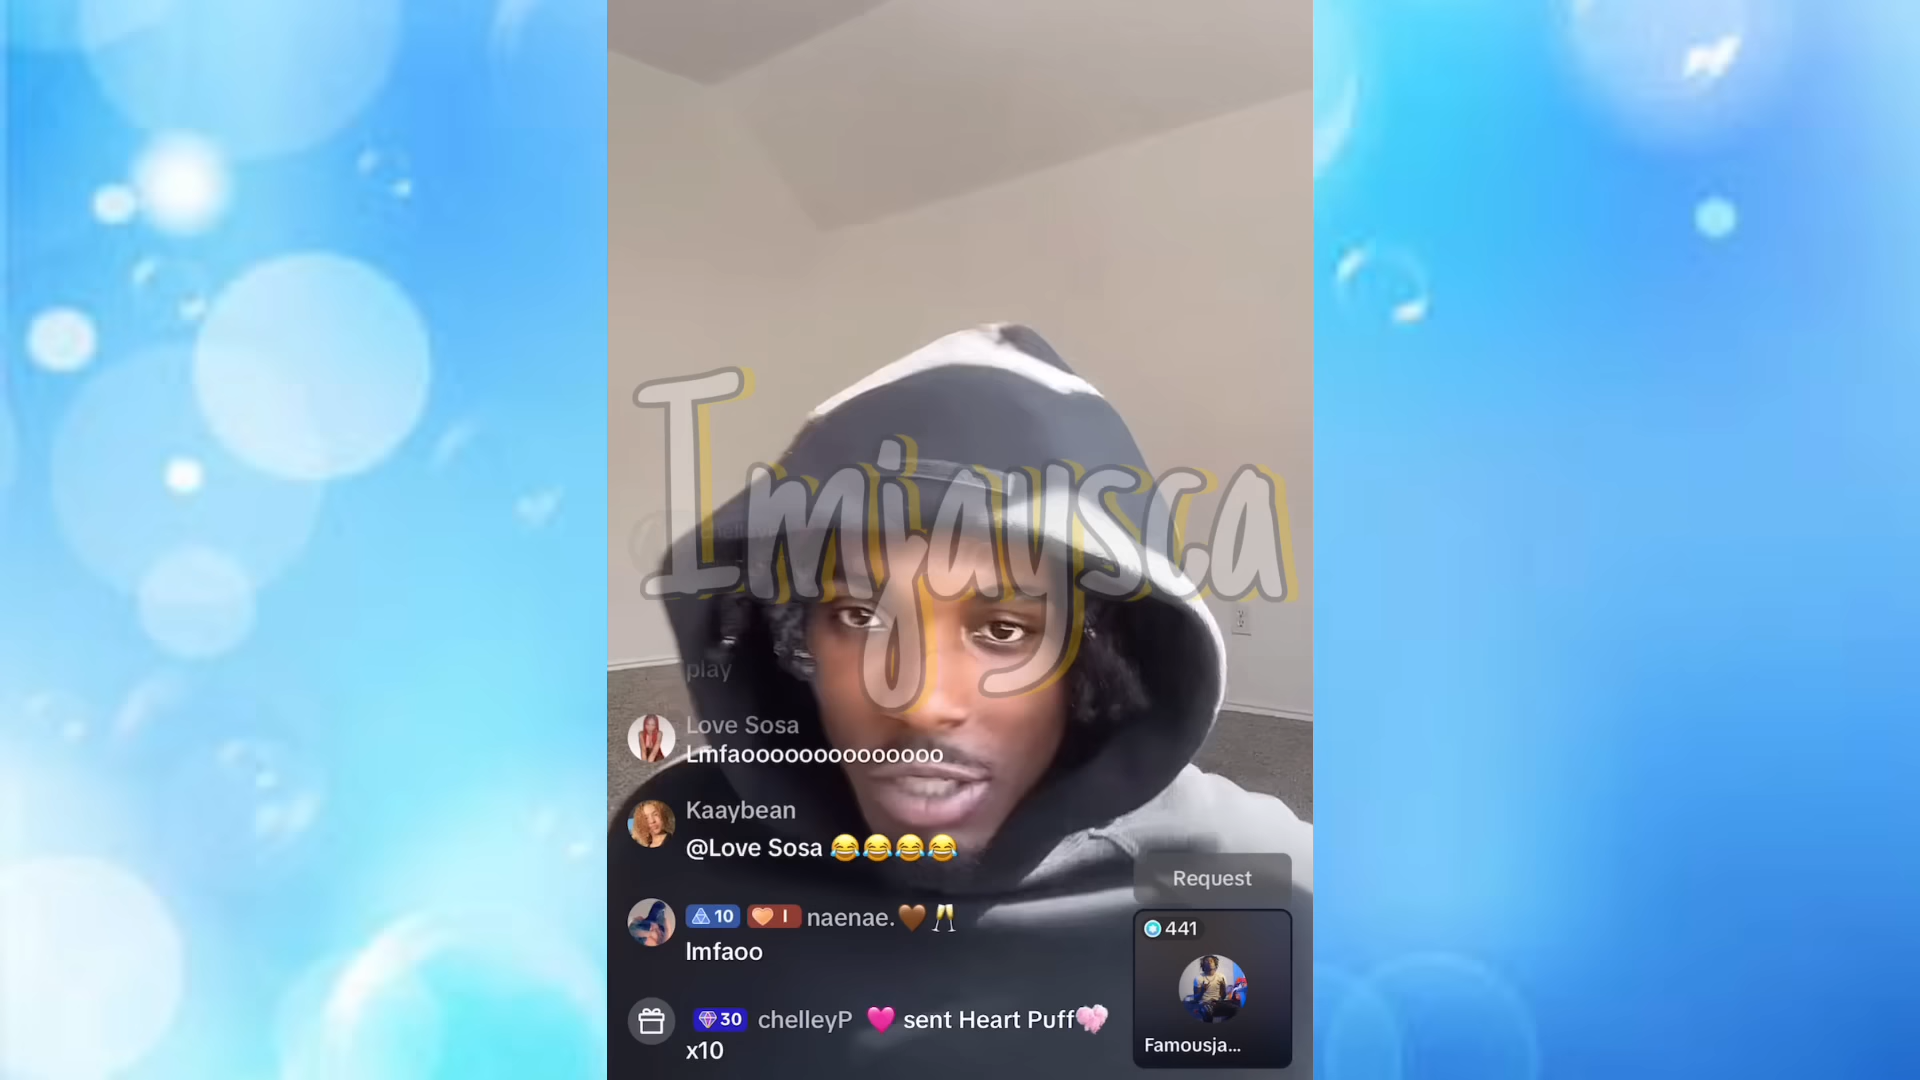 Imjaysca
play
Love Sosa
Lmfaoooooooooooooo
Kaaybean
@Love Sosa 😂😂😂😂
10 I naenae.🤎🥂
lmfaoo
30 chelleyP 💓 sent Heart Puff
x10
Request
441
Famousja...